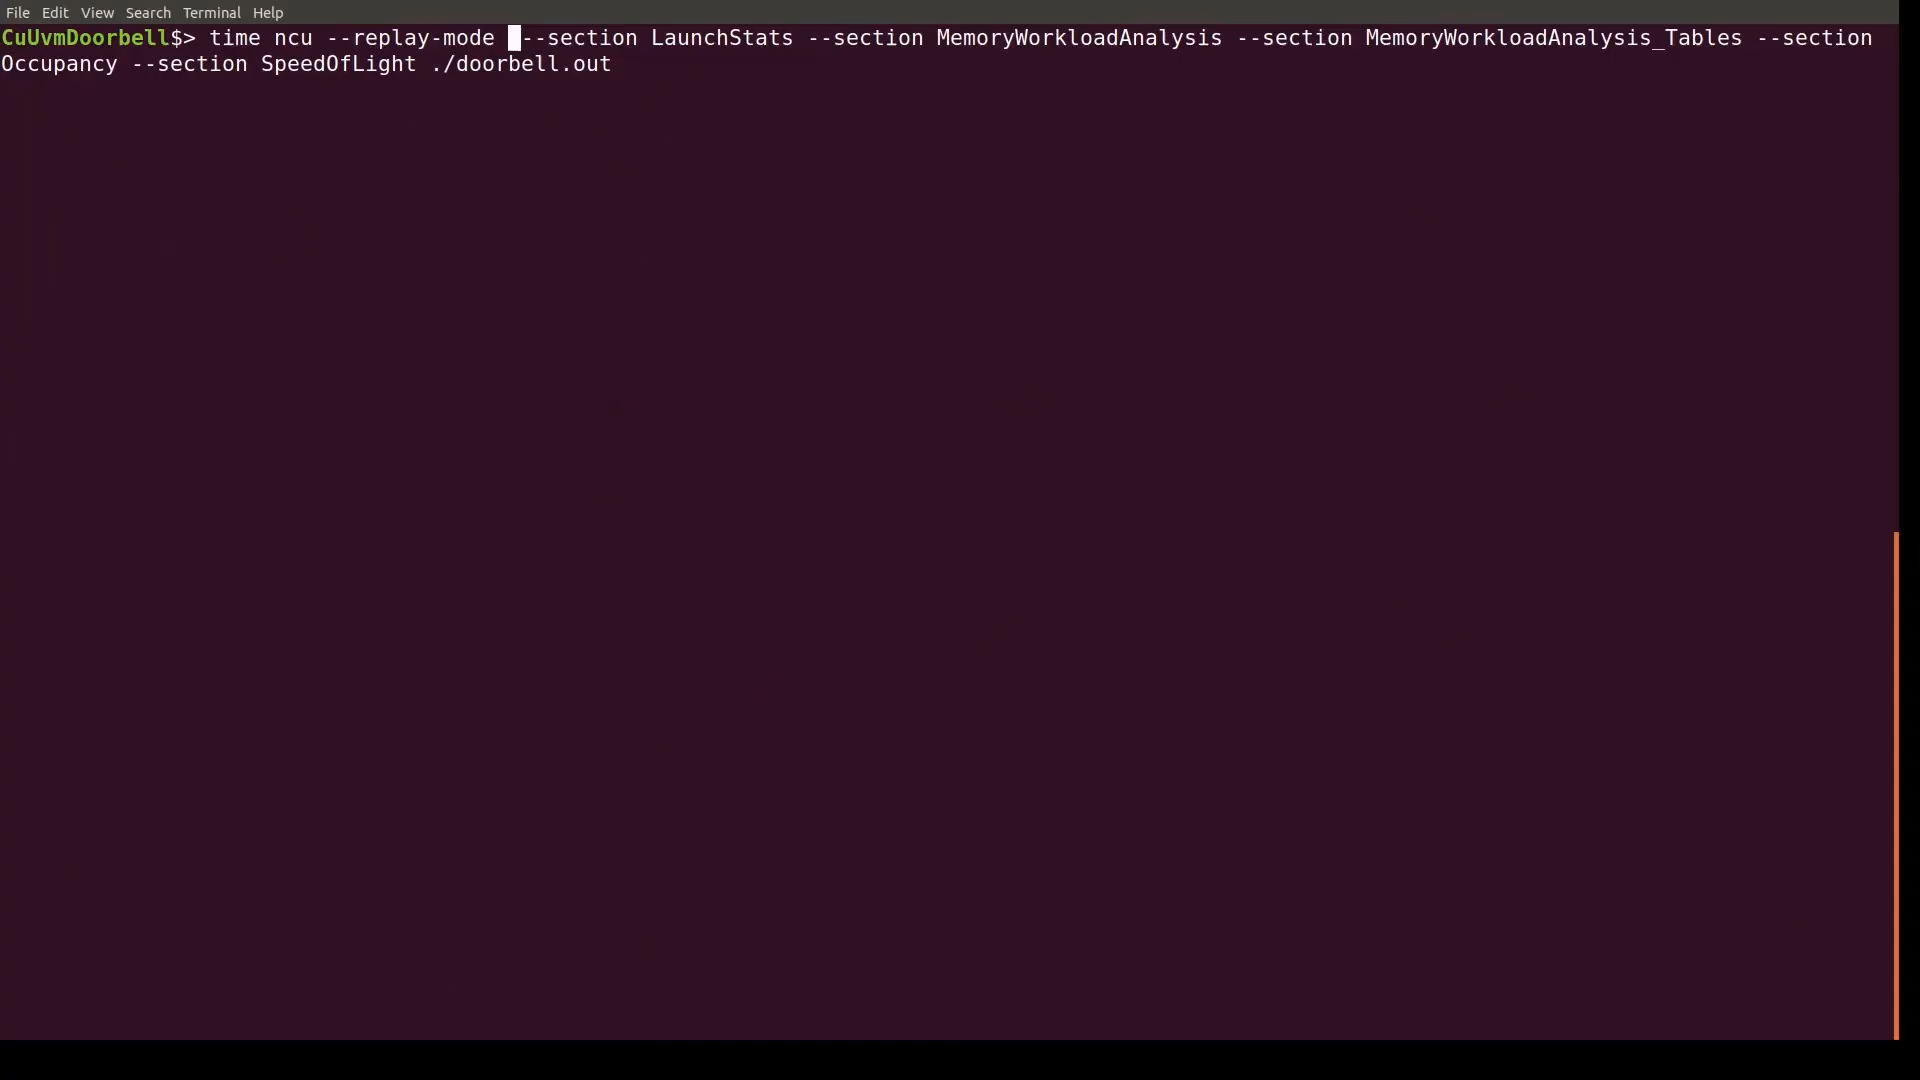 File Edit View Search Terminal Help
CuUvmDoorbell$> time ncu --replay-mode --section LaunchStats --section MemoryWorkloadAnalysis --section MemoryWorkloadAnalysis_Tables --section
Occupancy --section SpeedOfLight ./doorbell.out